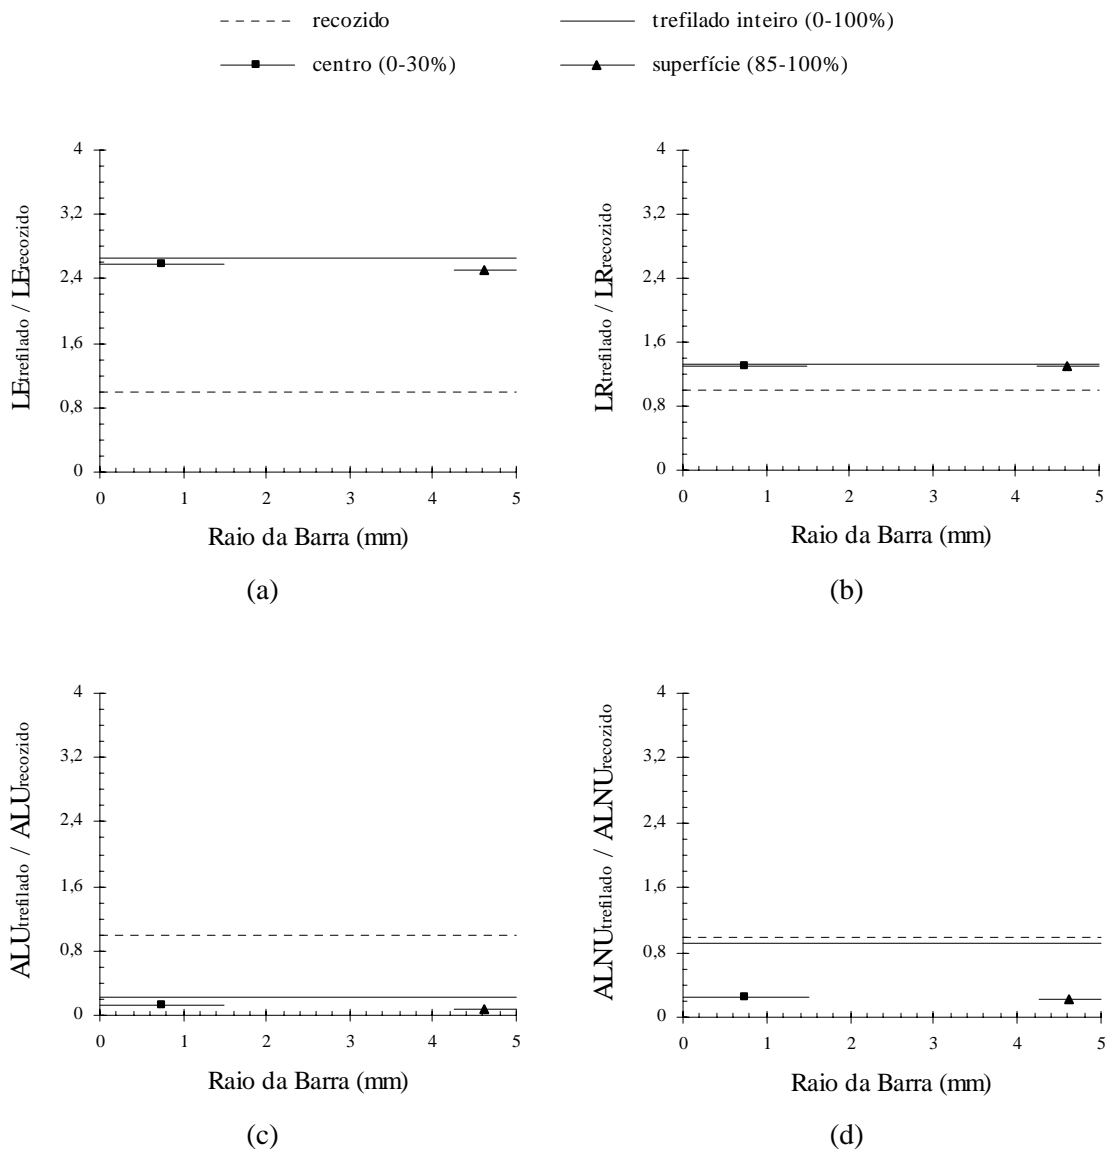 recozido
trefilado inteiro (0-100%)
centro (0-30%)
superfície (85-100%)
4
3,2
2,4
1,6
0,8
0
0 1 2 3 4 5
LEtrefilado / LErecozido
Raio da Barra (mm)
(a)
4
3,2
2,4
1,6
0,8
0
0 1 2 3 4 5
LRtrefilado / LRrecozido
Raio da Barra (mm)
(b)
4
3,2
2,4
1,6
0,8
0
0 1 2 3 4 5
ALUtrefilado / ALUrecozido
Raio da Barra (mm)
(c)
4
3,2
2,4
1,6
0,8
0
0 1 2 3 4 5
ALNUtrefilado / ALNUrecozido
Raio da Barra (mm)
(d)